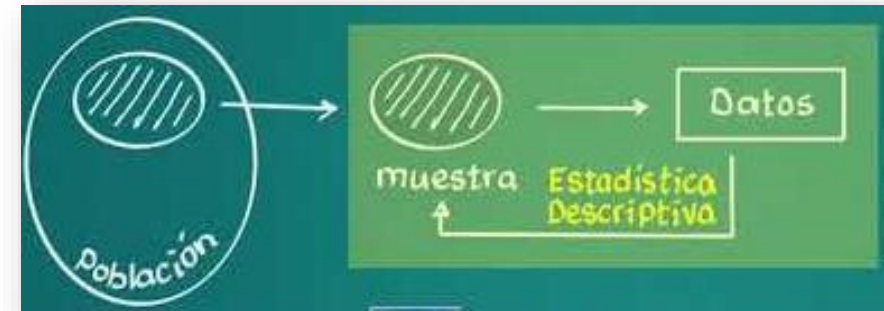 Datos
muestra
Estadística
Descriptiva
Población